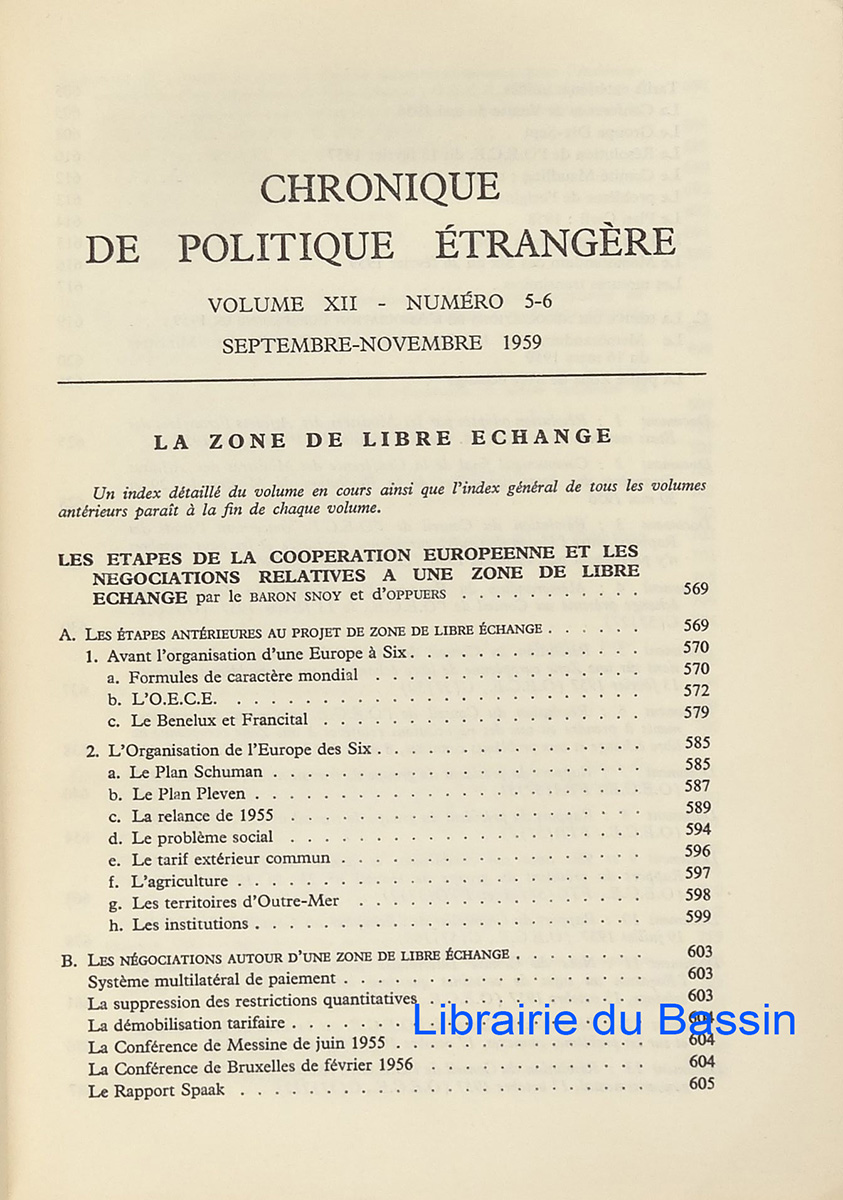 CHRONIQUE
DE POLITIQUE ÉTRANGÈRE
VOLUME XII - NUMÉRO 5-6
SEPTEMBRE-NOVEMBRE 1959
LA ZONE DE LIBRE ECHANGE
Un index détaillé du volume en cours ainsi que l'index général de tous les volumes
antérieurs paraît à la fin de chaque volume.
LES ETAPES DE LA COOPERATION EUROPEENNE ET LES
NEGOCIATIONS RELATIVES A UNE ZONE DE LIBRE
ECHANGE par le BARON SNOY et d'OPPUERS . . . . . . . . . . . 569
A. LES ÉTAPES ANTÉRIEURES AU PROJET DE ZONE DE LIBRE ÉCHANGE . . . . . . 569
1. Avant l'organisation d'une Europe à Six . . . . . . . . . . . . . . 570
a. Formules de caractère mondial . . . . . . . . . . . . . . . . 570
b. L'O.E.C.E. . . . . . . . . . . . . . . . . . . . . . . . 572
c. Le Benelux et Francital . . . . . . . . . . . . . . . . . . . 579
2. L'Organisation de l'Europe des Six . . . . . . . . . . . . . . . . 585
a. Le Plan Schuman . . . . . . . . . . . . . . . . . . . . . . 585
b. Le Plan Pleven . . . . . . . . . . . . . . . . . . . . . . . 587
c. La relance de 1955 . . . . . . . . . . . . . . . . . . . . . 589
d. Le problème social . . . . . . . . . . . . . . . . . . . . . 594
e. Le tarif extérieur commun . . . . . . . . . . . . . . . . . . 596
f. L'agriculture . . . . . . . . . . . . . . . . . . . . . . . . 597
g. Les territoires d'Outre-Mer . . . . . . . . . . . . . . . . . 598
h. Les institutions . . . . . . . . . . . . . . . . . . . . . . . 599
B. LES NÉGOCIATIONS AUTOUR D'UNE ZONE DE LIBRE ÉCHANGE . . . . . . . . 603
Système multilatéral de paiement . . . . . . . . . . . . . . . . . . 603
La suppression des restrictions quantitatives . . . . . . . . . . . . . 603
La démobilisation tarifaire . . . . . . . . . . . . . . . . . . . . . 604
Librairie du Bassin
La Conférence de Messine de juin 1955 . . . . . . . . . . . . . . . 604
La Conférence de Bruxelles de février 1956 . . . . . . . . . . . . . 604
Le Rapport Spaak . . . . . . . . . . . . . . . . . . . . . . . . 605